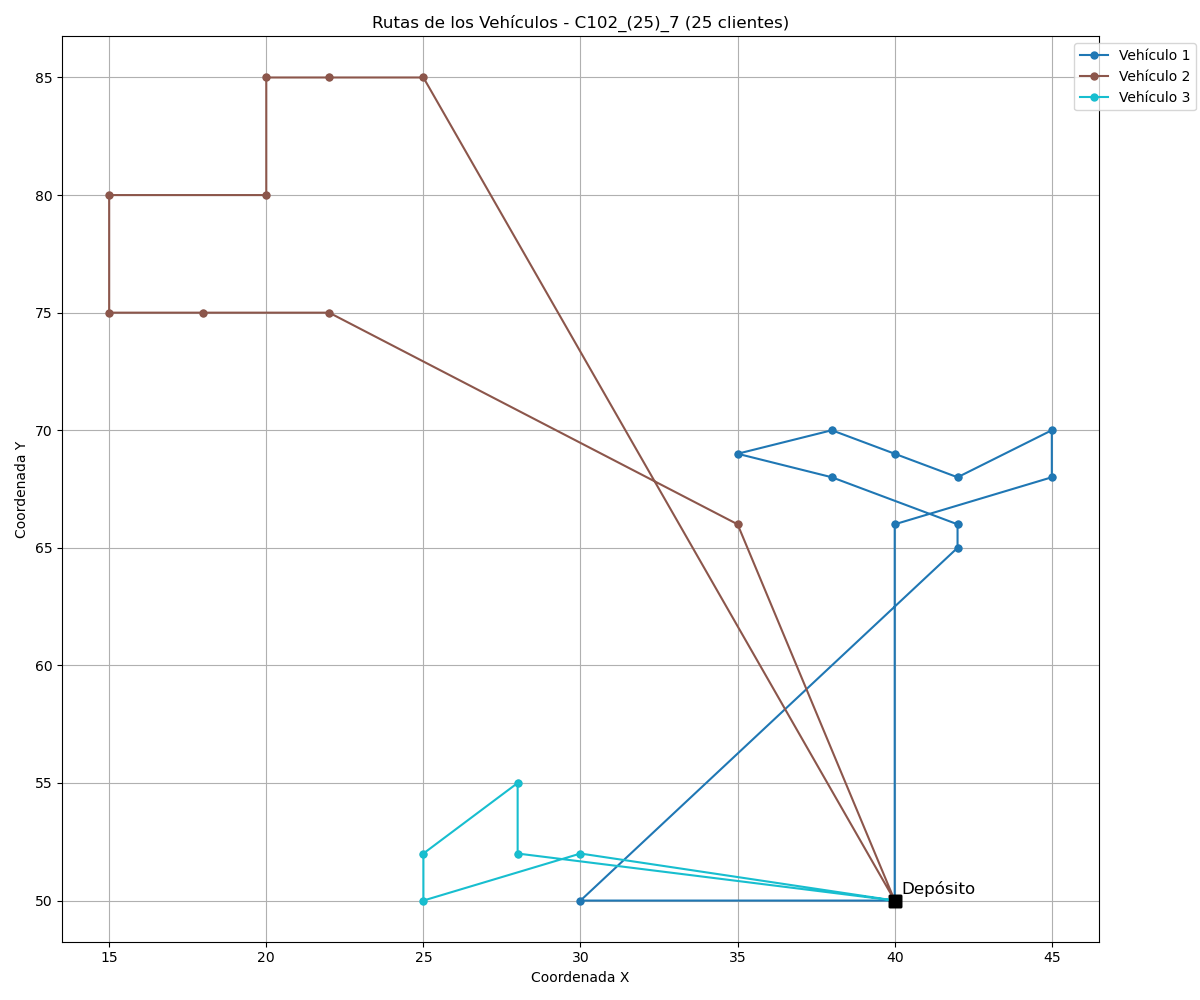 Rutas de los Vehículos - C102_(25)_7 (25 clientes)
Vehículo 1
Vehículo 2
Vehículo 3
85
80
75
70
65
60
55
50
Coordenada Y
Depósito
15
20
25
30
35
40
45
Coordenada X